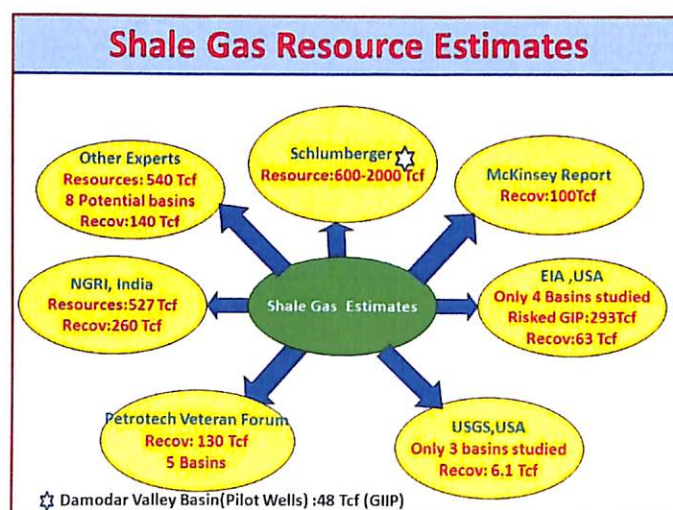 Shale Gas Resource Estimates
Other Experts
Resources: 540 Tcf
8 Potential basins
Recov:140 Tcf
Schlumberger
Resource:600-2000 Tcf
McKinsey Report
Recov:100Tcf
NGRI, India
Resources:527 Tcf
Recov:260 Tcf
Shale Gas Estimates
EIA ,USA
Only 4 Basins studied
Risked GIP:293Tcf
Recov:63 Tcf
Petrotech Veteran Forum
Recov: 130 Tcf
5 Basins
USGS,USA
Only 3 basins studied
Recov: 6.1 Tcf
Damodar Valley Basin(Pilot Wells) :48 Tcf (GIIP)